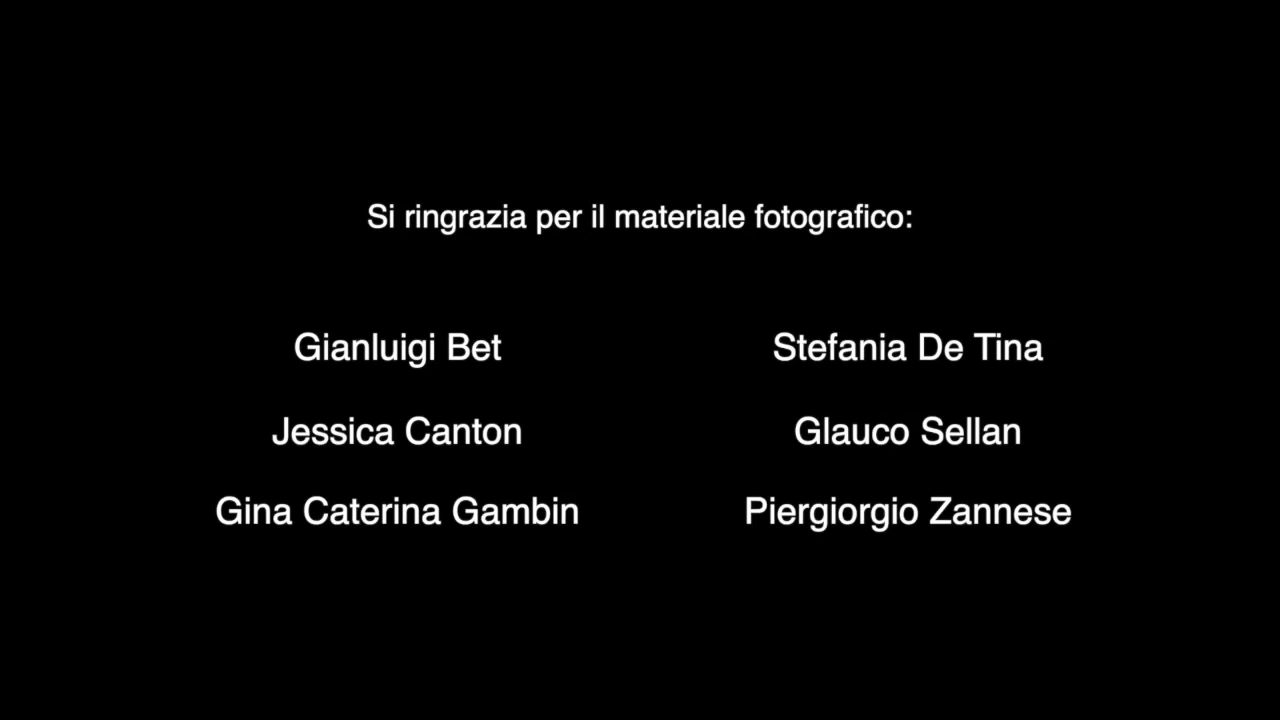 Si ringrazia per il materiale fotografico:
Gianluigi Bet
Stefania De Tina
Jessica Canton
Glauco Sellan
Gina Caterina Gambin
Piergiorgio Zannese